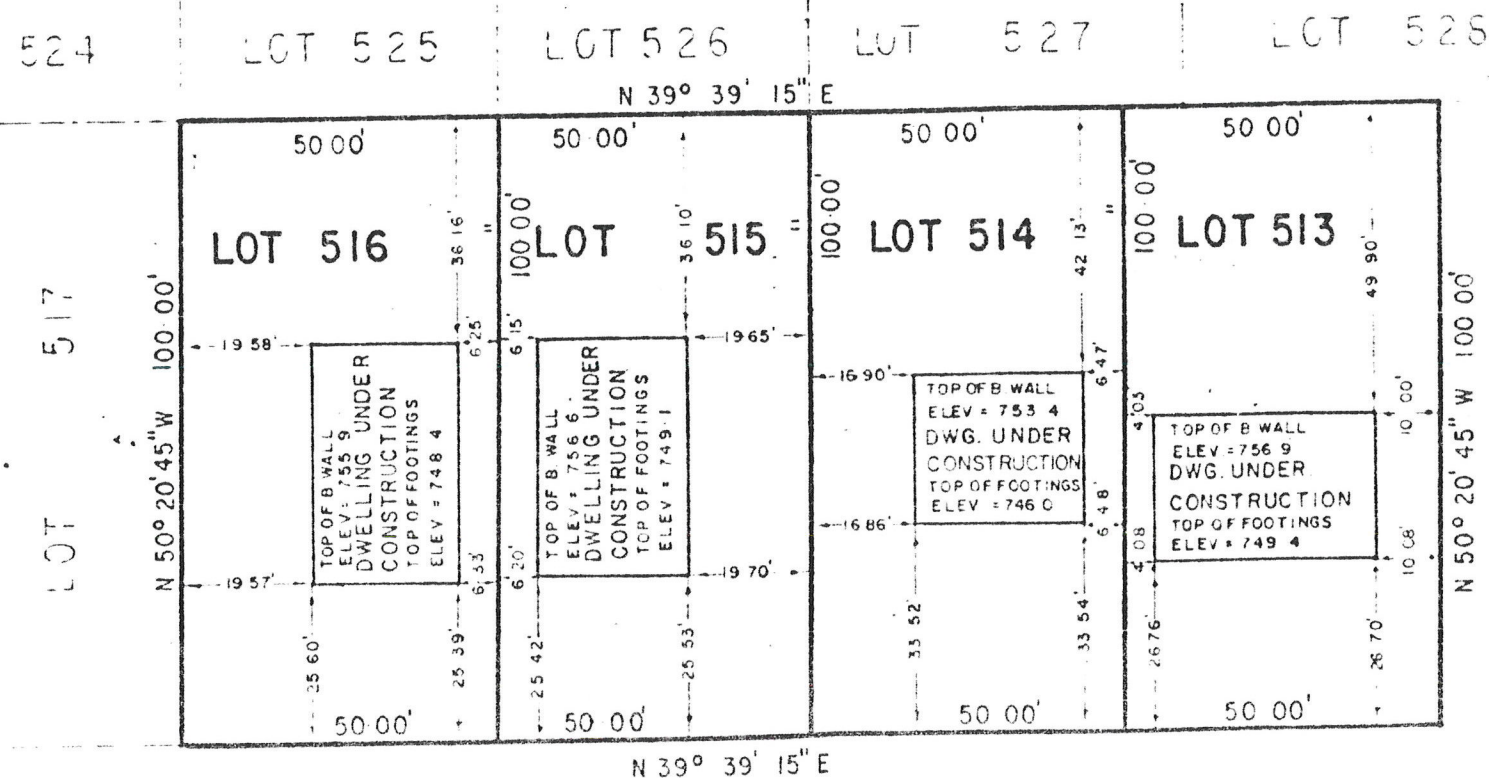 524 LOT 525 LOT 526 LOT 527 LOT 528
N 39° 39' 15" E
50 00' 50 00' 50 00' 50 00'
LOT 517
N 50° 20' 45" W 100 00'
LOT 516
36 16'
"
19 58'
6 25'
TOP OF B WALL
ELEV = 755 9
DWELLING UNDER
CONSTRUCTION
TOP OF FOOTINGS
ELEV = 748 4
19 57'
6 33'
25 60'
25 39'
50 00'
100 00'
LOT 515
36 10'
"
6 15'
19 65'
TOP OF B WALL
ELEV = 756 6
DWELLING UNDER
CONSTRUCTION
TOP OF FOOTINGS
ELEV = 749.1
6 20'
19 70'
25 42'
25 53'
50 00'
100 00'
LOT 514
42 13'
"
16 90'
6 47'
TOP OF B WALL
ELEV = 753 4
DWG. UNDER
CONSTRUCTION
TOP OF FOOTINGS
ELEV = 746 0
16 86'
6 48'
33 52'
33 54'
50 00'
100 00'
LOT 513
49 90'
4 03
10 00'
TOP OF B WALL
ELEV = 756 9
DWG. UNDER
CONSTRUCTION
TOP OF FOOTINGS
ELEV = 749 4
4 08
10 08'
26 76'
26 70'
50 00'
N 50° 20' 45" W 100 00'
N 39° 39' 15" E